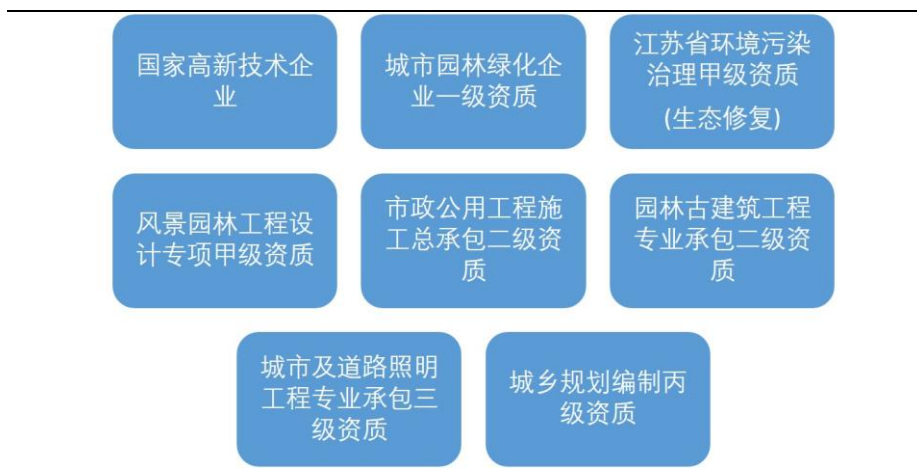 国家高新技术企
业
城市园林绿化企
业一级资质
江苏省环境污染
治理甲级资质
(生态修复)
风景园林工程设
计专项甲级资质
市政公用工程施
工总承包二级资
质
园林古建筑工程
专业承包二级资
质
城市及道路照明
工程专业承包三
级资质
城乡规划编制丙
级资质